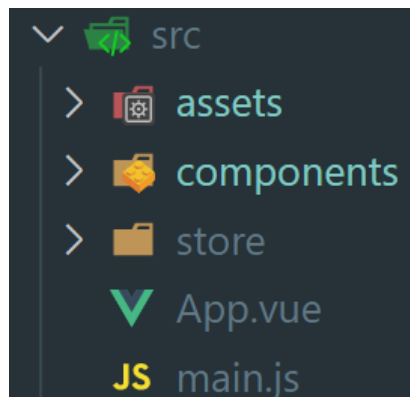 src
assets
components
store
App.vue
JS main.js